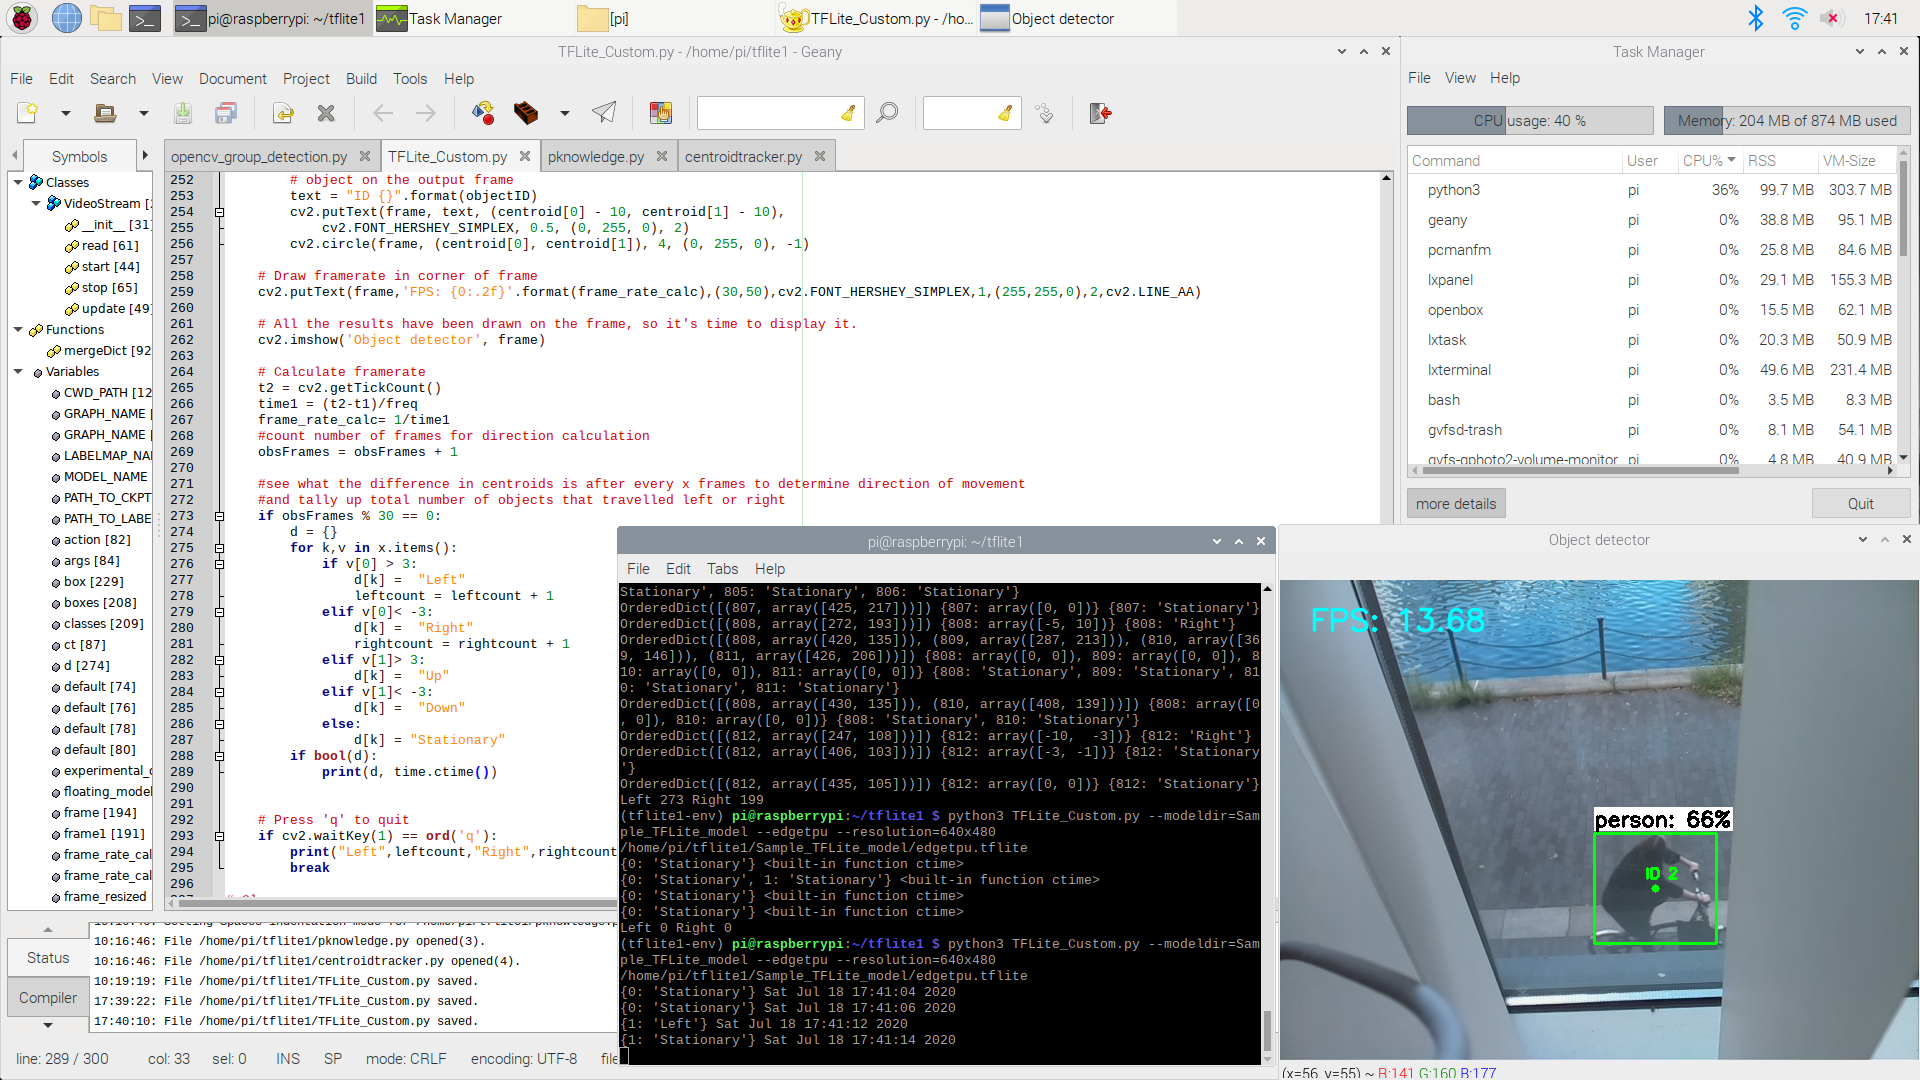 pi@raspberrypi: ~/tflite1
Task Manager
[pi]
TFLite_Custom.py - /ho...
Object detector
17:41
TFLite_Custom.py - /home/pi/tflite1 - Geany
File Edit Search View Document Project Build Tools Help
Symbols
opencv_group_detection.py
TFLite_Custom.py
pknowledge.py
centroidtracker.py
Classes
VideoStream [
__init__ [31]
read [61]
start [44]
stop [65]
update [49]
Functions
mergeDict [92
Variables
CWD_PATH [12
GRAPH_NAME [
GRAPH_NAME [
LABELMAP_NA
MODEL_NAME
PATH_TO_CKPT
PATH_TO_LABE
action [82]
args [84]
box [229]
boxes [208]
classes [209]
ct [87]
d [274]
default [74]
default [76]
default [78]
default [80]
experimental_
floating_model
frame [194]
frame1 [191]
frame_rate_cal
frame_rate_cal
frame_resized
252 # object on the output frame
253 text = "ID {}".format(objectID)
254 cv2.putText(frame, text, (centroid[0] - 10, centroid[1] - 10),
255 cv2.FONT_HERSHEY_SIMPLEX, 0.5, (0, 255, 0), 2)
256 cv2.circle(frame, (centroid[0], centroid[1]), 4, (0, 255, 0), -1)
257
258 # Draw framerate in corner of frame
259 cv2.putText(frame,'FPS: {0:.2f}'.format(frame_rate_calc),(30,50),cv2.FONT_HERSHEY_SIMPLEX,1,(255,255,0),2,cv2.LINE_AA)
260
261 # All the results have been drawn on the frame, so it's time to display it.
262 cv2.imshow('Object detector', frame)
263
264 # Calculate framerate
265 t2 = cv2.getTickCount()
266 time1 = (t2-t1)/freq
267 frame_rate_calc= 1/time1
268 #count number of frames for direction calculation
269 obsFrames = obsFrames + 1
270
271 #see what the difference in centroids is after every x frames to determine direction of movement
272 #and tally up total number of objects that travelled left or right
273 if obsFrames % 30 == 0:
274 d = {}
275 for k,v in x.items():
276 if v[0] > 3:
277 d[k] = "Left"
278 leftcount = leftcount + 1
279 elif v[0]< -3:
280 d[k] = "Right"
281 rightcount = rightcount + 1
282 elif v[1]> 3:
283 d[k] = "Up"
284 elif v[1]< -3:
285 d[k] = "Down"
286 else:
287 d[k] = "Stationary"
288 if bool(d):
289 print(d, time.ctime())
290
291
292 # Press 'q' to quit
293 if cv2.waitKey(1) == ord('q'):
294 print("Left",leftcount,"Right",rightcount
295 break
296
Status
Compiler
10:16:46: File /home/pi/tflite1/pknowledge.py opened(3).
10:16:46: File /home/pi/tflite1/centroidtracker.py opened(4).
10:19:19: File /home/pi/tflite1/TFLite_Custom.py saved.
17:39:22: File /home/pi/tflite1/TFLite_Custom.py saved.
17:40:10: File /home/pi/tflite1/TFLite_Custom.py saved.
line: 289 / 300 col: 33 sel: 0 INS SP mode: CRLF encoding: UTF-8 file
pi@raspberrypi: ~/tflite1
File Edit Tabs Help
Stationary', 805: 'Stationary', 806: 'Stationary'}
OrderedDict([(807, array([425, 217]))]) {807: array([0, 0])} {807: 'Stationary'}
OrderedDict([(808, array([272, 193]))]) {808: array([-5, 10])} {808: 'Right'}
OrderedDict([(808, array([420, 135])), (809, array([287, 213])), (810, array([36
9, 146])), (811, array([426, 206]))]) {808: array([0, 0]), 809: array([0, 0]), 8
10: array([0, 0]), 811: array([0, 0])} {808: 'Stationary', 809: 'Stationary', 81
0: 'Stationary', 811: 'Stationary'}
OrderedDict([(808, array([430, 135])), (810, array([408, 139]))]) {808: array([0
, 0]), 810: array([0, 0])} {808: 'Stationary', 810: 'Stationary'}
OrderedDict([(812, array([247, 108]))]) {812: array([-10,  -3])} {812: 'Right'}
OrderedDict([(812, array([406, 103]))]) {812: array([-3, -1])} {812: 'Stationary
'}
OrderedDict([(812, array([435, 105]))]) {812: array([0, 0])} {812: 'Stationary'}
Left 273 Right 199
(tflite1-env) pi@raspberrypi:~/tflite1 $ python3 TFLite_Custom.py --modeldir=Sam
ple_TFLite_model --edgetpu --resolution=640x480
/home/pi/tflite1/Sample_TFLite_model/edgetpu.tflite
{0: 'Stationary'} <built-in function ctime>
{0: 'Stationary', 1: 'Stationary'} <built-in function ctime>
{0: 'Stationary'} <built-in function ctime>
{0: 'Stationary'} <built-in function ctime>
Left 0 Right 0
(tflite1-env) pi@raspberrypi:~/tflite1 $ python3 TFLite_Custom.py --modeldir=Sam
ple_TFLite_model --edgetpu --resolution=640x480
/home/pi/tflite1/Sample_TFLite_model/edgetpu.tflite
{0: 'Stationary'} Sat Jul 18 17:41:04 2020
{0: 'Stationary'} Sat Jul 18 17:41:06 2020
{1: 'Left'} Sat Jul 18 17:41:12 2020
{1: 'Stationary'} Sat Jul 18 17:41:14 2020
Task Manager
File View Help
CPU usage: 40 %
Memory: 204 MB of 874 MB used
Command User CPU% RSS VM-Size
python3 pi 36% 99.7 MB 303.7 MB
geany pi 0% 38.8 MB 95.1 MB
pcmanfm pi 0% 25.8 MB 84.6 MB
lxpanel pi 0% 29.1 MB 155.3 MB
openbox pi 0% 15.5 MB 62.1 MB
lxtask pi 0% 20.3 MB 50.9 MB
lxterminal pi 0% 49.6 MB 231.4 MB
bash pi 0% 3.5 MB 8.3 MB
gvfsd-trash pi 0% 8.1 MB 54.1 MB
gvfs-gphoto2-volume-monitor pi 0% 4.8 MB 40.9 MB
more details
Quit
Object detector
FPS: 13.68
person: 66%
ID 2
(x=56, y=55) ~ R:141 G:160 B:177